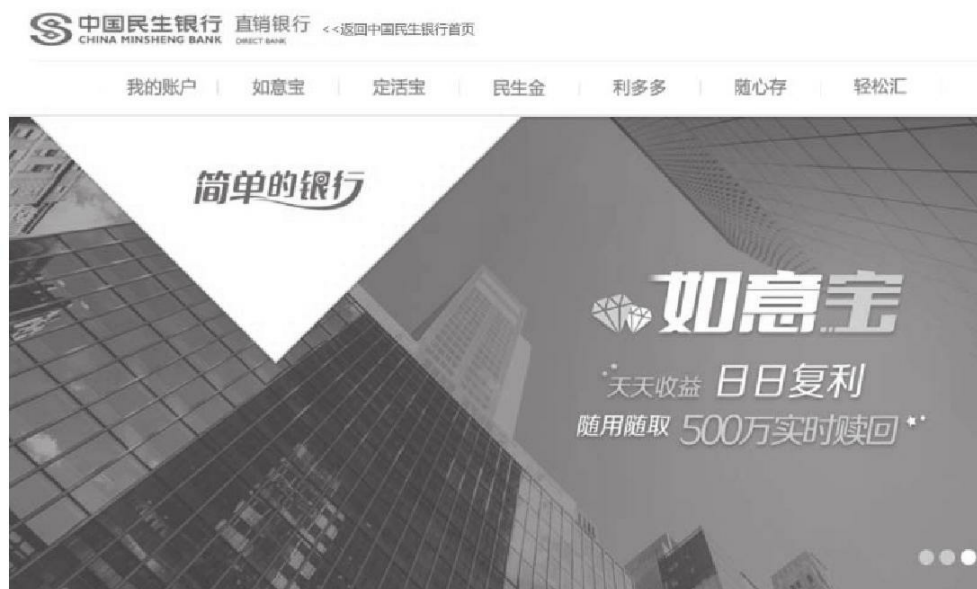 中国民生银行 直销银行 <<返回中国民生银行首页
CHINA MINSHENG BANK DIRECT BANK
我的账户 如意宝 定活宝 民生金 利多多 随心存 轻松汇
简单的银行
如意宝
天天收益 日日复利
随用随取 500万实时赎回